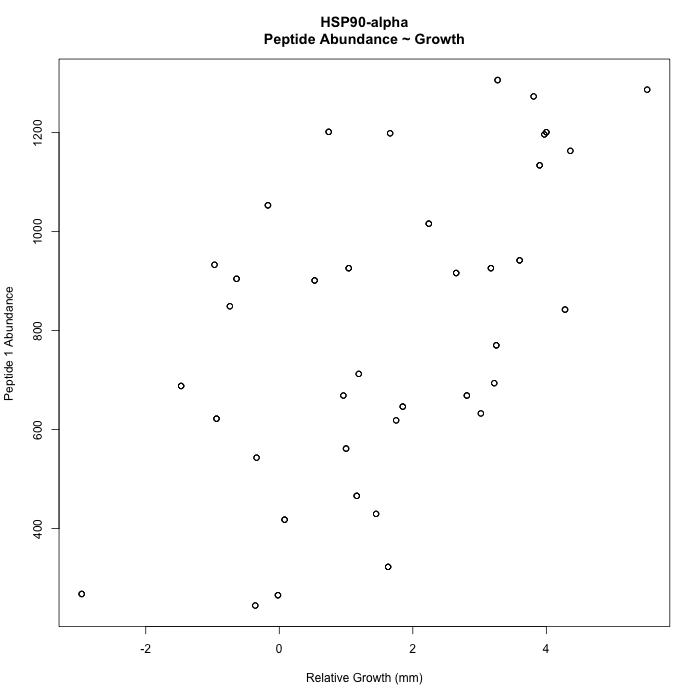 HSP90-alpha
Peptide Abundance ~ Growth
1200
1000
800
600
400
Peptide 1 Abundance
-2
0
2
4
Relative Growth (mm)